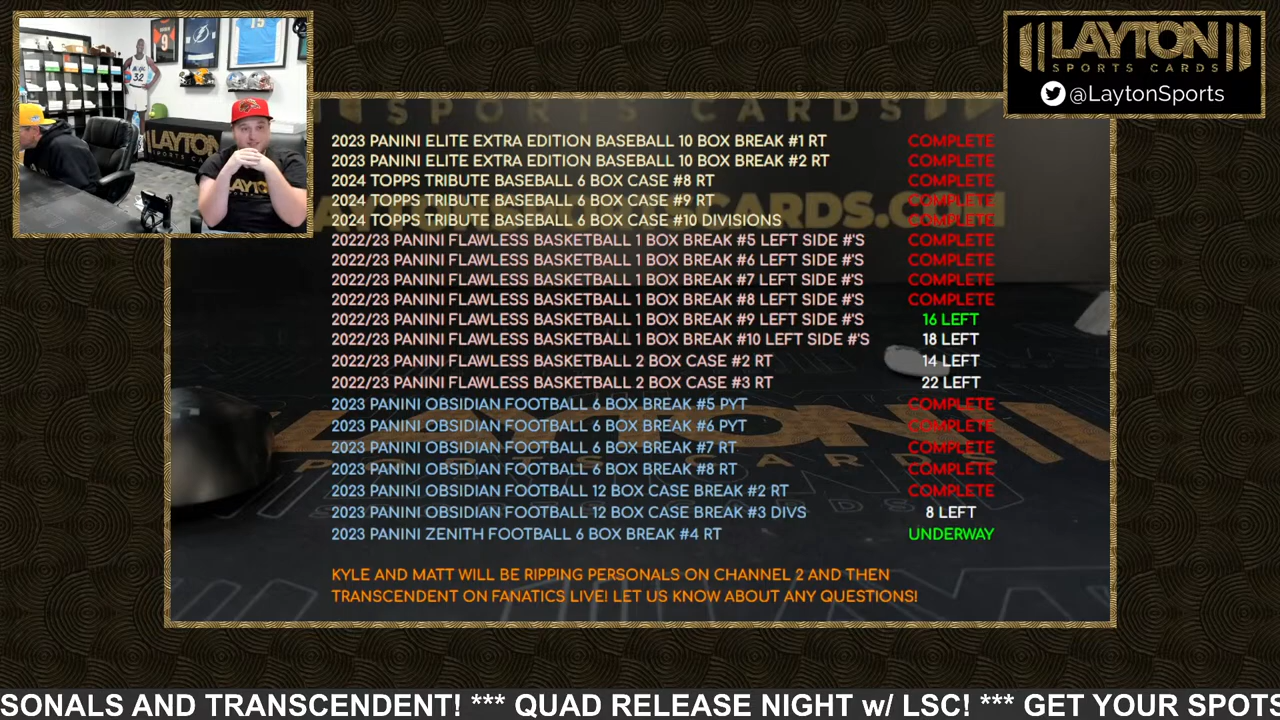 LAYTON
SPORTS CARDS
@LaytonSports
SPORTS CARDS
2023 PANINI ELITE EXTRA EDITION BASEBALL 10 BOX BREAK #1 RT COMPLETE
2023 PANINI ELITE EXTRA EDITION BASEBALL 10 BOX BREAK #2 RT COMPLETE
2024 TOPPS TRIBUTE BASEBALL 6 BOX CASE #8 RT COMPLETE
2024 TOPPS TRIBUTE BASEBALL 6 BOX CASE #9 RT COMPLETE
2024 TOPPS TRIBUTE BASEBALL 6 BOX CASE #10 DIVISIONS COMPLETE
2022/23 PANINI FLAWLESS BASKETBALL 1 BOX BREAK #5 LEFT SIDE #'S COMPLETE
2022/23 PANINI FLAWLESS BASKETBALL 1 BOX BREAK #6 LEFT SIDE #'S COMPLETE
2022/23 PANINI FLAWLESS BASKETBALL 1 BOX BREAK #7 LEFT SIDE #'S COMPLETE
2022/23 PANINI FLAWLESS BASKETBALL 1 BOX BREAK #8 LEFT SIDE #'S COMPLETE
2022/23 PANINI FLAWLESS BASKETBALL 1 BOX BREAK #9 LEFT SIDE #'S 16 LEFT
2022/23 PANINI FLAWLESS BASKETBALL 1 BOX BREAK #10 LEFT SIDE #'S 18 LEFT
2022/23 PANINI FLAWLESS BASKETBALL 2 BOX CASE #2 RT 14 LEFT
2022/23 PANINI FLAWLESS BASKETBALL 2 BOX CASE #3 RT 22 LEFT
2023 PANINI OBSIDIAN FOOTBALL 6 BOX BREAK #5 PYT COMPLETE
2023 PANINI OBSIDIAN FOOTBALL 6 BOX BREAK #6 PYT COMPLETE
2023 PANINI OBSIDIAN FOOTBALL 6 BOX BREAK #7 RT COMPLETE
2023 PANINI OBSIDIAN FOOTBALL 6 BOX BREAK #8 RT COMPLETE
2023 PANINI OBSIDIAN FOOTBALL 12 BOX CASE BREAK #2 RT COMPLETE
2023 PANINI OBSIDIAN FOOTBALL 12 BOX CASE BREAK #3 DIVS 8 LEFT
2023 PANINI ZENITH FOOTBALL 6 BOX BREAK #4 RT UNDERWAY
KYLE AND MATT WILL BE RIPPING PERSONALS ON CHANNEL 2 AND THEN
TRANSCENDENT ON FANATICS LIVE! LET US KNOW ABOUT ANY QUESTIONS!
SONALS AND TRANSCENDENT! *** QUAD RELEASE NIGHT w/ LSC! *** GET YOUR SPOTS